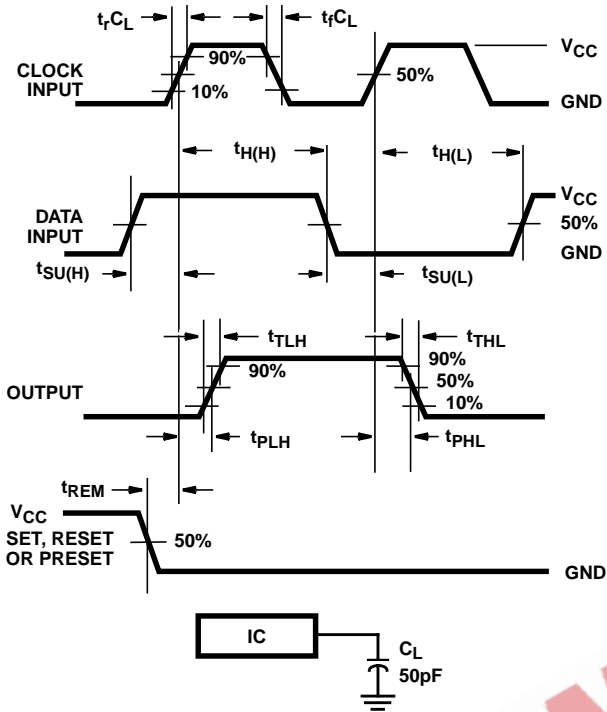 trCL
tfCL
VCC
CLOCK
INPUT
90%
10%
50%
GND
tH(H)
tH(L)
DATA
INPUT
VCC
50%
GND
tSU(H)
tSU(L)
tTLH
tTHL
OUTPUT
90%
90%
50%
10%
tPLH
tPHL
tREM
VCC
SET, RESET
OR PRESET
50%
GND
IC
CL
50pF